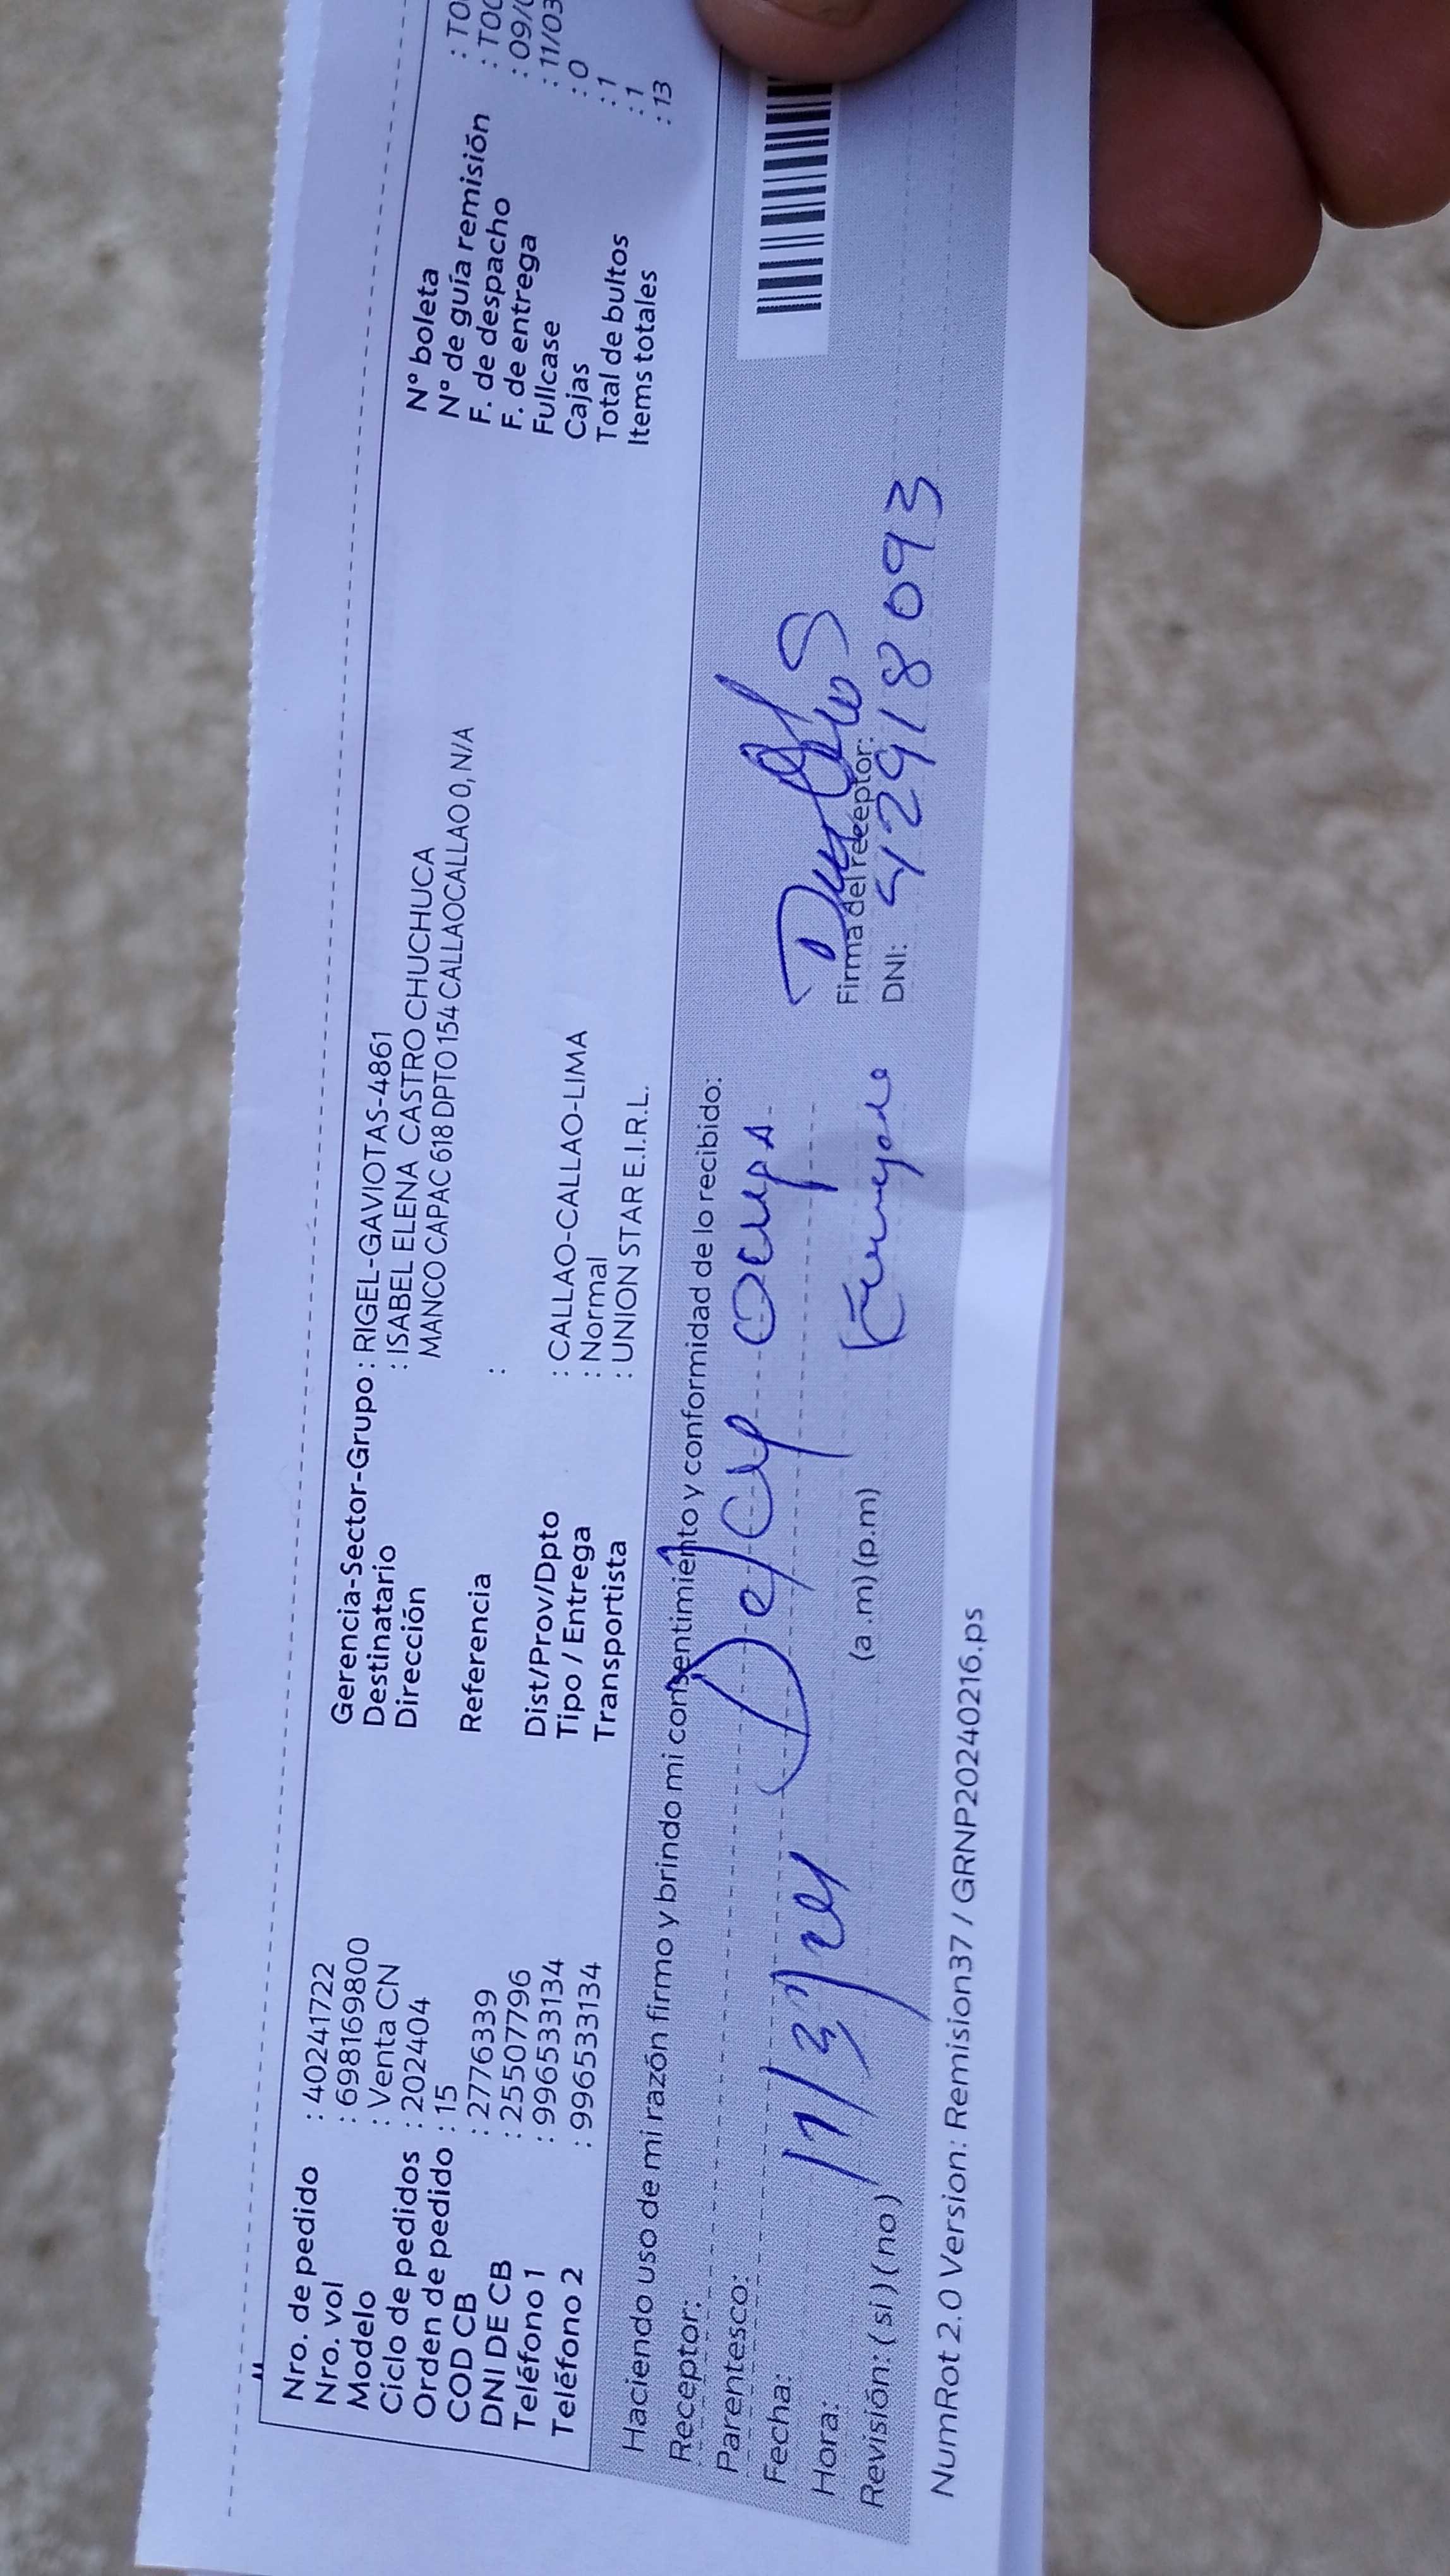 Nro. de pedido : 40241722
Nro. vol : 698169800
Modelo : Venta CN
Ciclo de pedidos : 202404
Orden de pedido : 15
COD CB : 2776339
DNI DE CB : 25507796
Teléfono 1 : 996533134
Teléfono 2 : 996533134
Gerencia-Sector-Grupo : RIGEL-GAVIOTAS-4861
Destinatario : ISABEL ELENA CASTRO CHUCHUCA
Dirección MANCO CAPAC 618 DPTO 154 CALLAOCALLAO 0, N/A
Referencia :
Dist/Prov/Dpto : CALLAO-CALLAO-LIMA
Tipo / Entrega : Normal
Transportista : UNION STAR E.I.R.L.
N° boleta
N° de guía remisión
F. de despacho : 09/
F. de entrega : 11/03
Fullcase : 0
Cajas : 1
Total de bultos : 1
Items totales : 13
Haciendo uso de mi razón firmo y brindo mi consentimiento y conformidad de lo recibido:
Receptor:
Parentesco:
Fecha: 11/3/24
Hora: (a .m) (p.m)
Revisión: (si) (no)
Firma del receptor:
DNI: 42918093
NumRot 2.0 Version: Remision37 / GRNP20240216.ps